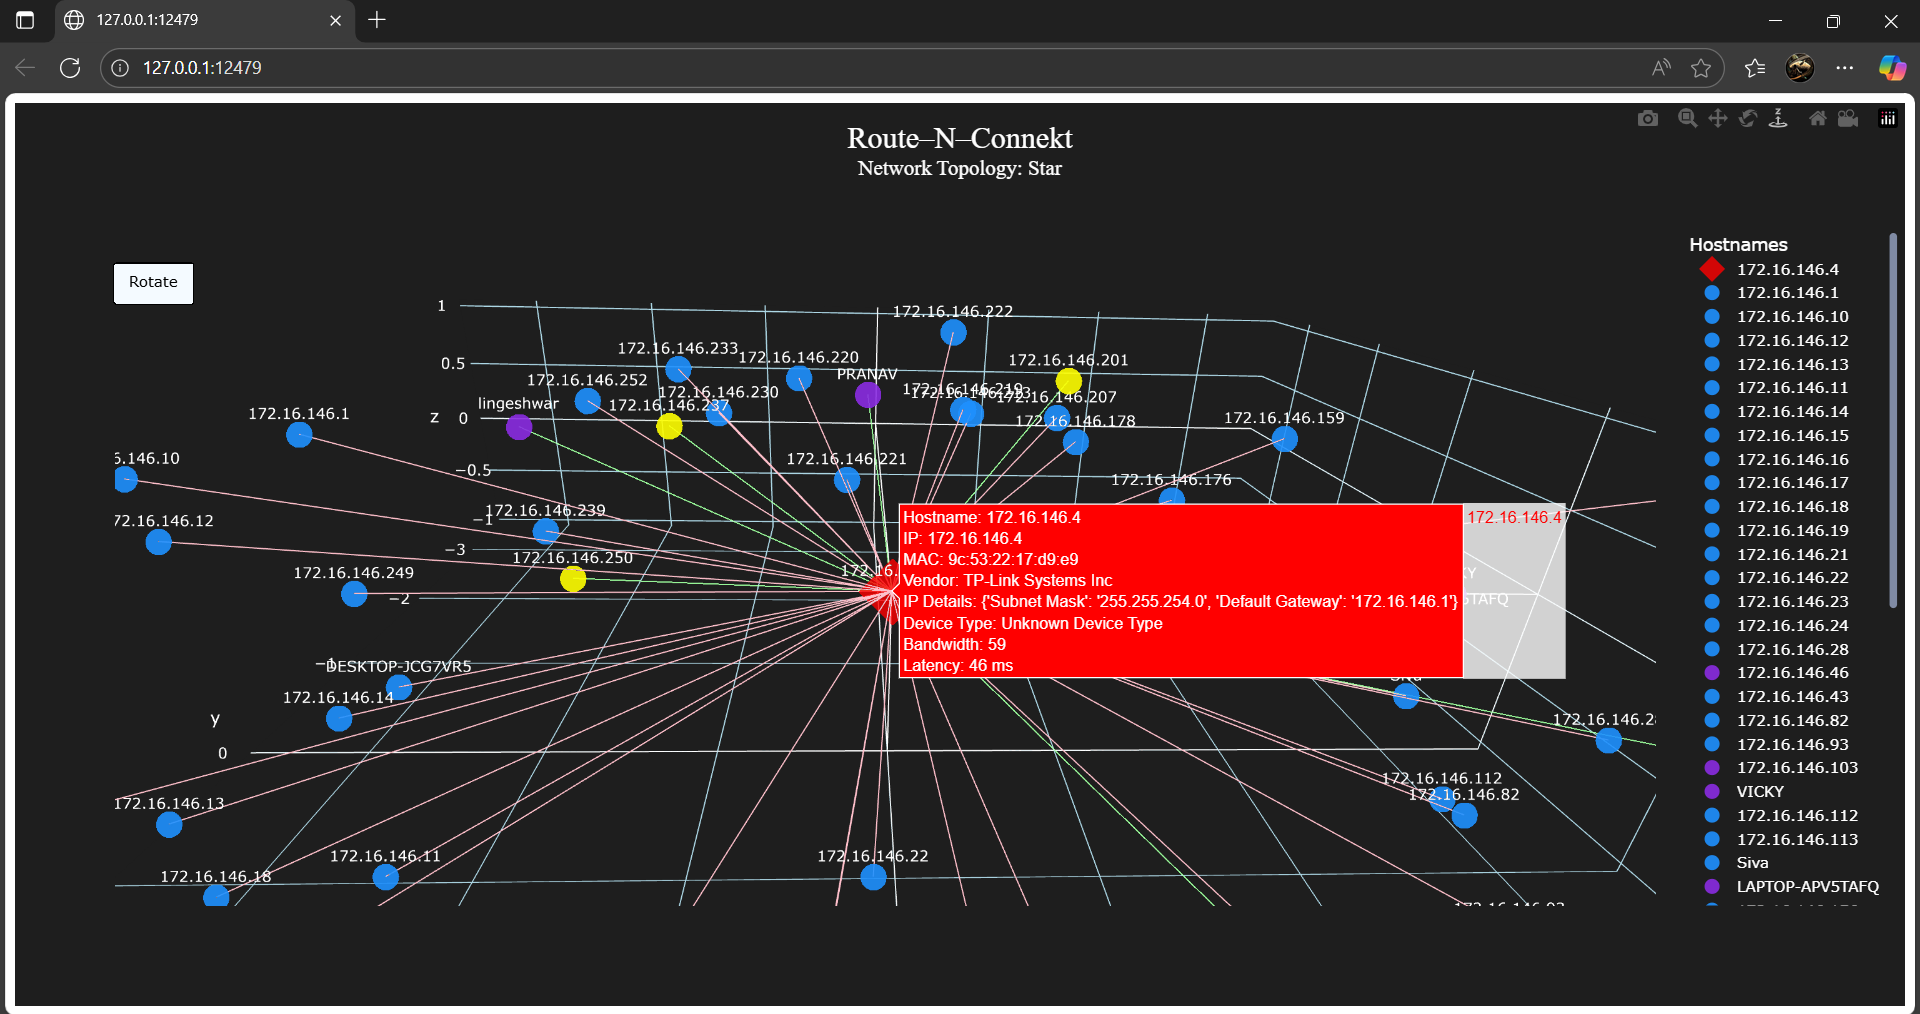 127.0.0.1:12479
127.0.0.1:12479
Route–N–Connekt
Network Topology: Star
Rotate
Hostnames
172.16.146.4
172.16.146.1
172.16.146.10
172.16.146.12
172.16.146.13
172.16.146.11
172.16.146.14
172.16.146.15
172.16.146.16
172.16.146.17
172.16.146.18
172.16.146.19
172.16.146.21
172.16.146.22
172.16.146.23
172.16.146.24
172.16.146.28
172.16.146.46
172.16.146.43
172.16.146.82
172.16.146.93
172.16.146.103
VICKY
172.16.146.112
172.16.146.113
Siva
LAPTOP-APV5TAFQ
1
172.16.146.222
172.16.146.233
172.16.146.220
0.5
172.16.146.201
PRANAV
172.16.146.252
172.16.146.230
172.16.146.219
172.16.146.207
lingeshwar
172.16.146.237
172.16.146.1
z
0
172.16.146.178
172.16.146.159
6.146.10
172.16.146.221
−0.5
172.16.146.176
172.16.146.239
−1
72.16.146.12
−3
172.16.146.250
172.16.146.249
172.16.
−2
Hostname: 172.16.146.4
IP: 172.16.146.4
MAC: 9c:53:22:17:d9:e9
Vendor: TP-Link Systems Inc
IP Details: {'Subnet Mask': '255.255.254.0', 'Default Gateway': '172.16.146.1'}
Device Type: Unknown Device Type
Bandwidth: 59
Latency: 46 ms
172.16.146.4
KY
5TAFQ
−1
DESKTOP-JCG7VR5
Siva
172.16.146.14
y
172.16.146.28
0
172.16.146.112
172.16.146.82
172.16.146.13
172.16.146.11
172.16.146.22
172.16.146.18
172.16.146.93